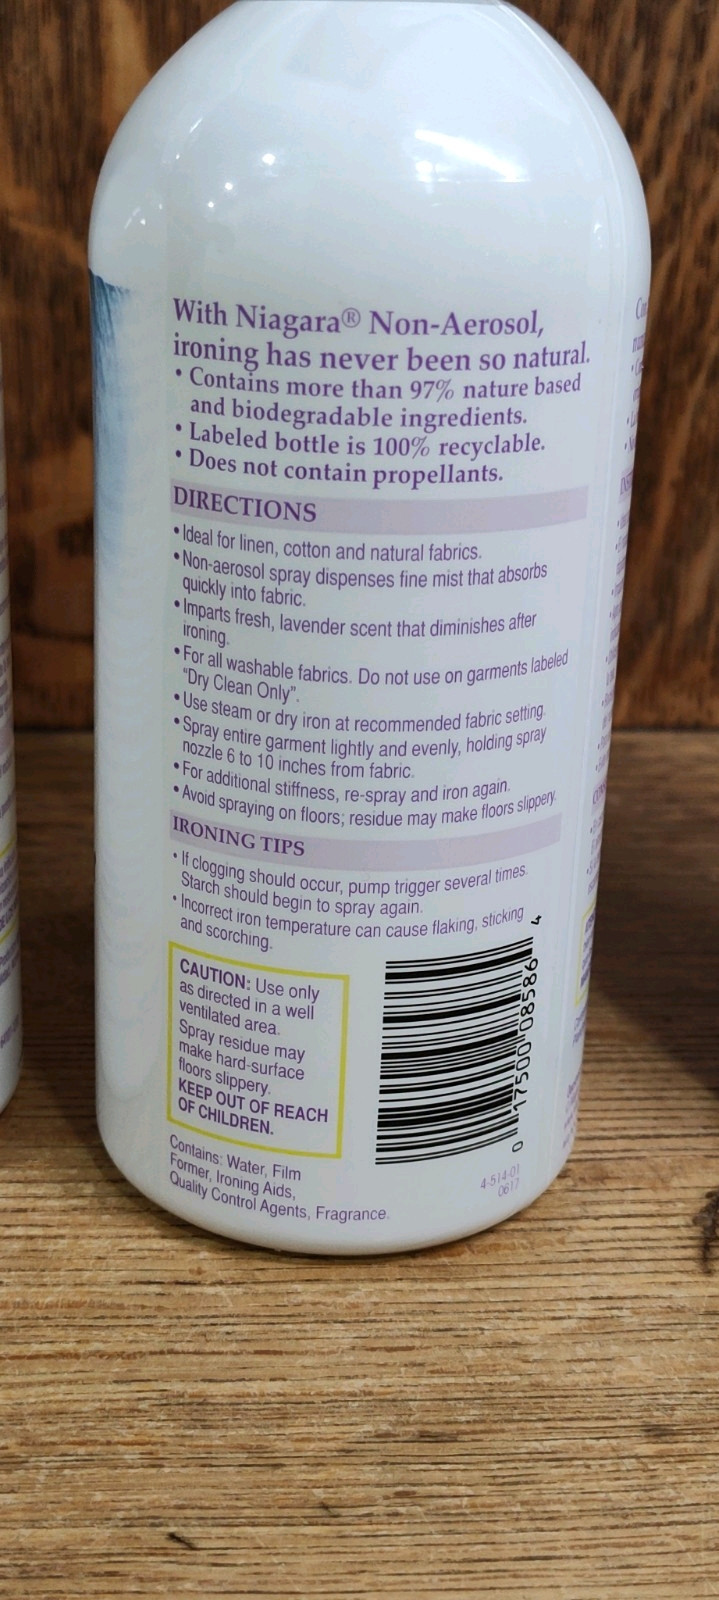 With Niagara® Non-Aerosol,
ironing has never been so natural.
• Contains more than 97% nature based
and biodegradable ingredients.
• Labeled bottle is 100% recyclable.
• Does not contain propellants.
DIRECTIONS
• Ideal for linen, cotton and natural fabrics.
• Non-aerosol spray dispenses fine mist that absorbs
quickly into fabric.
• Imparts fresh, lavender scent that diminishes after
ironing.
• For all washable fabrics. Do not use on garments labeled
"Dry Clean Only".
• Use steam or dry iron at recommended fabric setting.
• Spray entire garment lightly and evenly, holding spray
nozzle 6 to 10 inches from fabric.
• For additional stiffness, re-spray and iron again.
• Avoid spraying on floors; residue may make floors slippery.
IRONING TIPS
• If clogging should occur, pump trigger several times.
Starch should begin to spray again.
• Incorrect iron temperature can cause flaking, sticking
and scorching.
CAUTION: Use only
as directed in a well
ventilated area.
Spray residue may
make hard-surface
floors slippery.
KEEP OUT OF REACH
OF CHILDREN.
0 17500 08586 4
Contains: Water, Film
Former, Ironing Aids,
Quality Control Agents, Fragrance.
4-514-01
0617